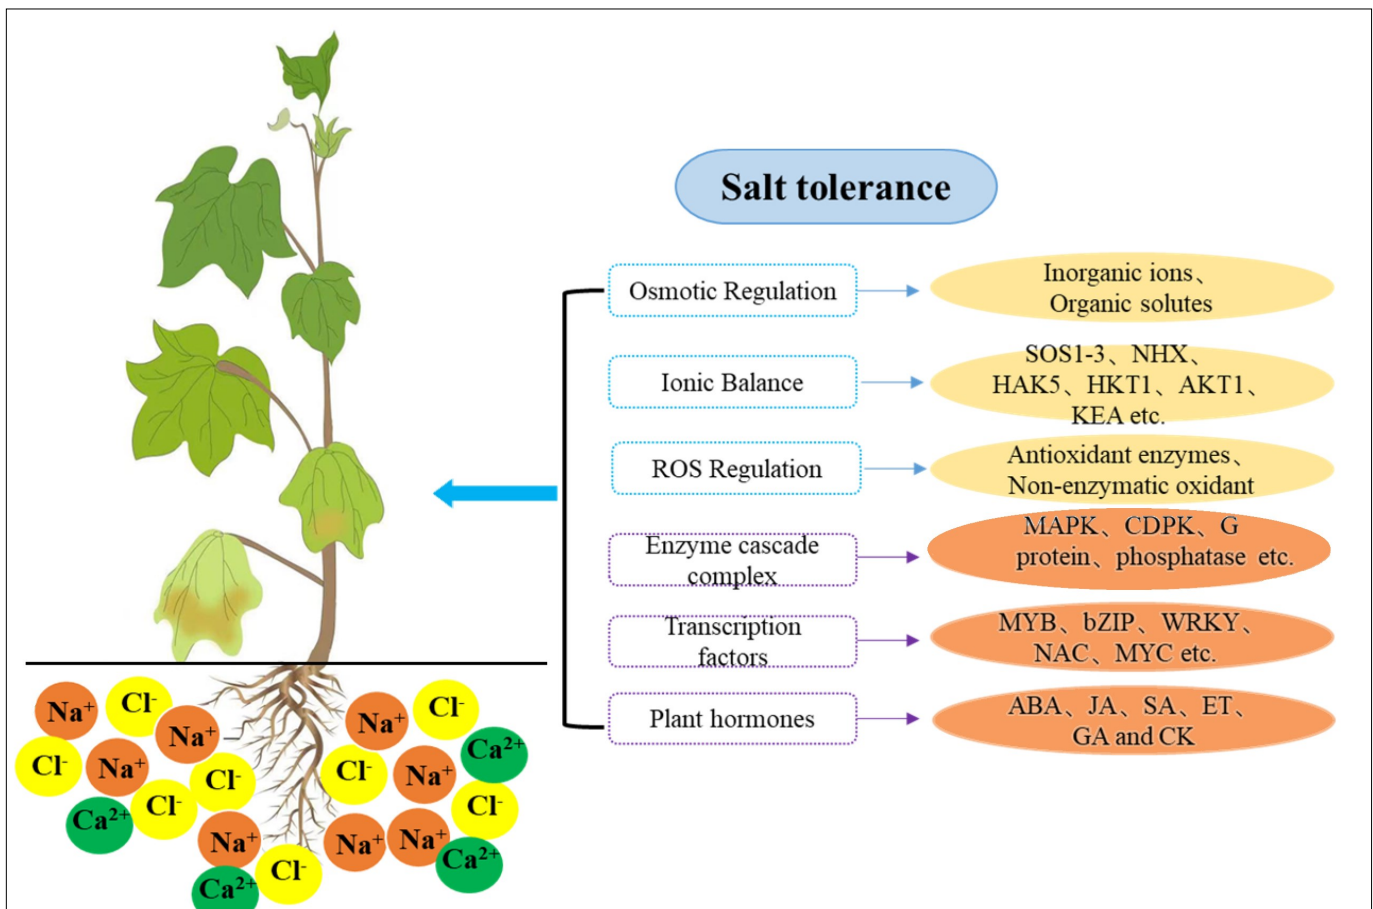 Salt tolerance
Osmotic Regulation
Inorganic ions、
Organic solutes
Ionic Balance
SOS1-3、NHX、
HAK5、HKT1、AKT1、
KEA etc.
ROS Regulation
Antioxidant enzymes、
Non-enzymatic oxidant
Enzyme cascade
complex
MAPK、CDPK、G
protein、phosphatase etc.
Transcription
factors
MYB、bZIP、WRKY、
NAC、MYC etc.
Plant hormones
ABA、JA、SA、ET、
GA and CK
Na⁺
Cl⁻
Na⁺
Cl⁻
Na⁺
Cl⁻
Ca²⁺
Cl⁻
Na⁺
Ca²⁺
Cl⁻
Na⁺
Cl⁻
Ca²⁺
Cl⁻
Na⁺
Cl⁻
Na⁺
Na⁺
Cl⁻
Ca²⁺
Ca²⁺